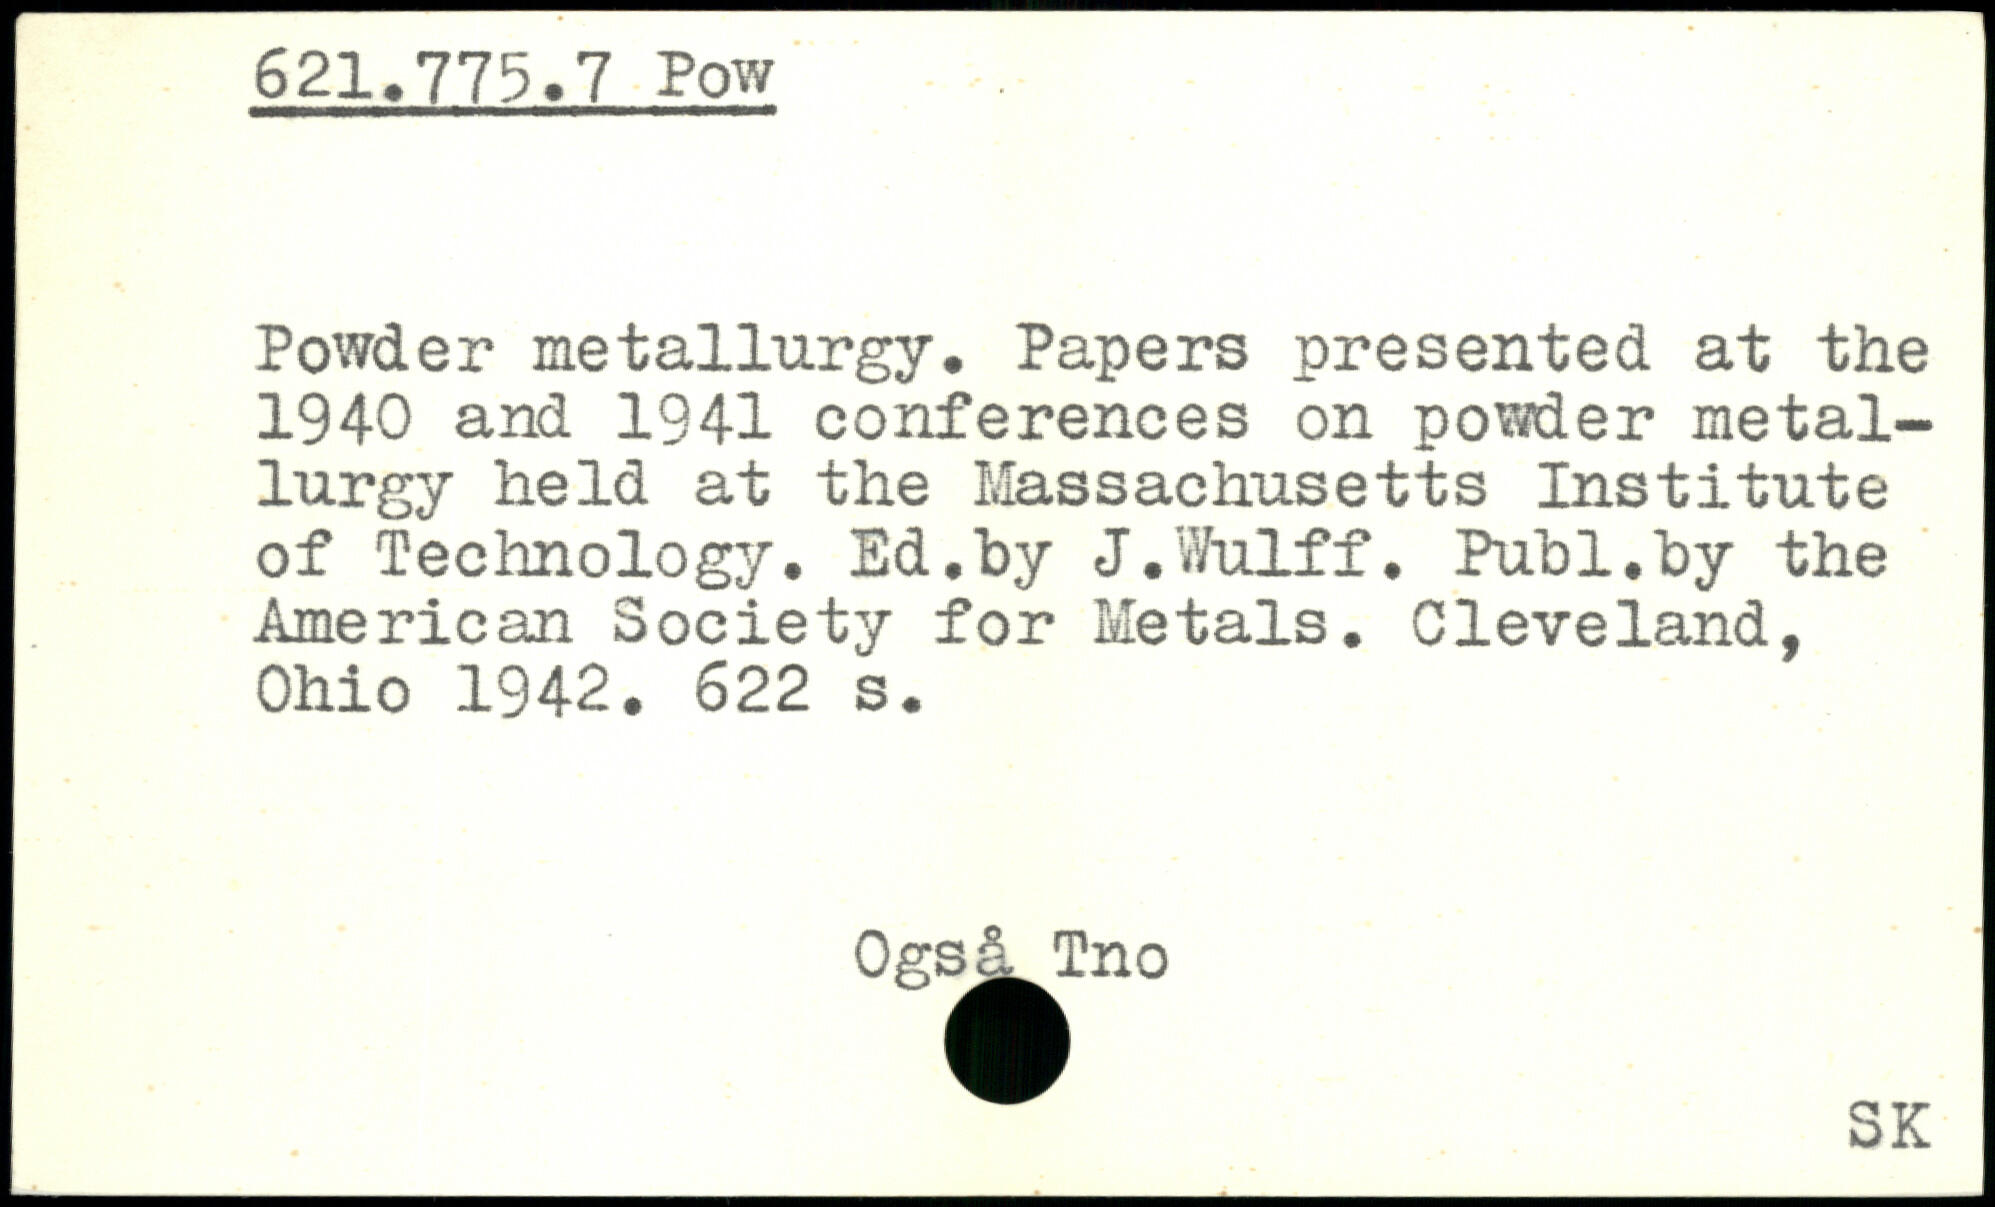 621.775.7 Pow
Powder metallurgy. Papers presented at the
1940 and 1941 conferences on powder metal-
lurgy held at the Massachusetts Institute
of Technology. Ed.by J.Wulff. Publ.by the
American Society for Metals. Cleveland,
Ohio 1942. 622 s.
Også Tno
SK